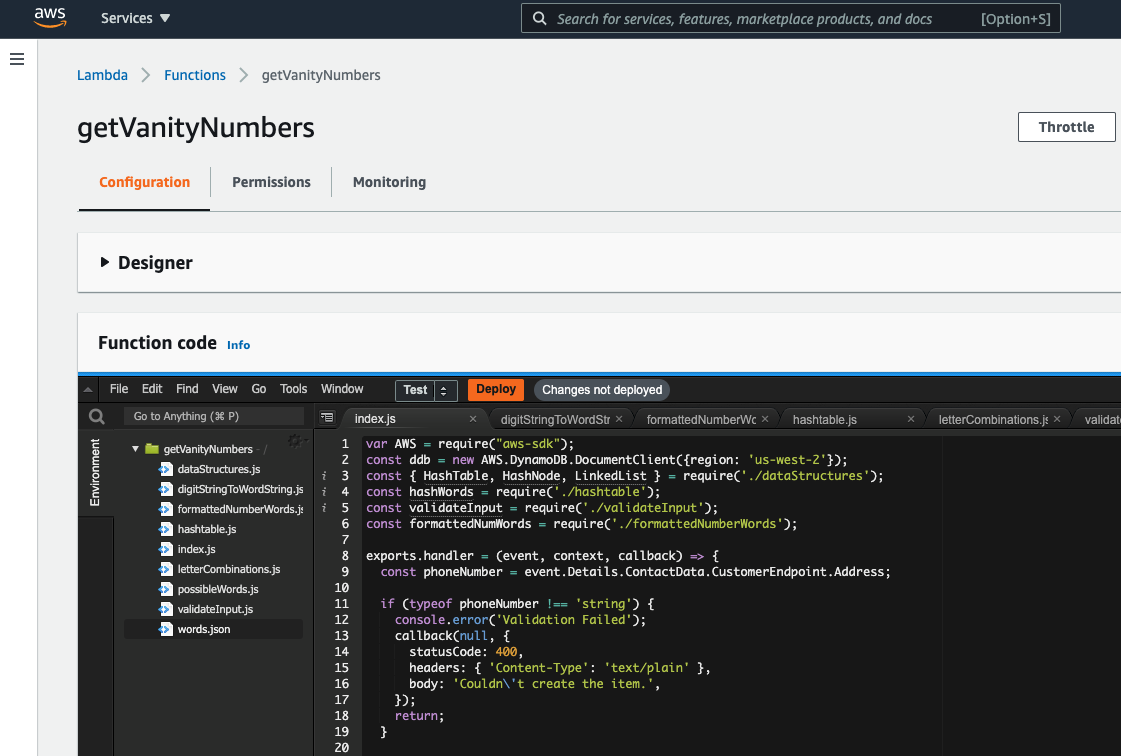 aws Services ▼ Search for services, features, marketplace products, and docs [Option+S]
Lambda > Functions > getVanityNumbers
getVanityNumbers
Throttle
Configuration Permissions Monitoring
Designer
Function code Info
File Edit Find View Go Tools Window Test Deploy Changes not deployed
Go to Anything (⌘ P)
index.js × digitStringToWordStr × formattedNumberWc × hashtable.js × letterCombinations.js × validat
Environment
getVanityNumbers - /
dataStructures.js
digitStringToWordString.js
formattedNumberWords.js
hashtable.js
index.js
letterCombinations.js
possibleWords.js
validateInput.js
words.json
1 var AWS = require("aws-sdk");
2 const ddb = new AWS.DynamoDB.DocumentClient({region: 'us-west-2'});
i 3 const { HashTable, HashNode, LinkedList } = require('./dataStructures');
i 4 const hashWords = require('./hashtable');
i 5 const validateInput = require('./validateInput');
6 const formattedNumWords = require('./formattedNumberWords');
7
8 exports.handler = (event, context, callback) => {
9 const phoneNumber = event.Details.ContactData.CustomerEndpoint.Address;
10
11 if (typeof phoneNumber !== 'string') {
12 console.error('Validation Failed');
13 callback(null, {
14 statusCode: 400,
15 headers: { 'Content-Type': 'text/plain' },
16 body: 'Couldn\'t create the item.',
17 });
18 return;
19 }
20